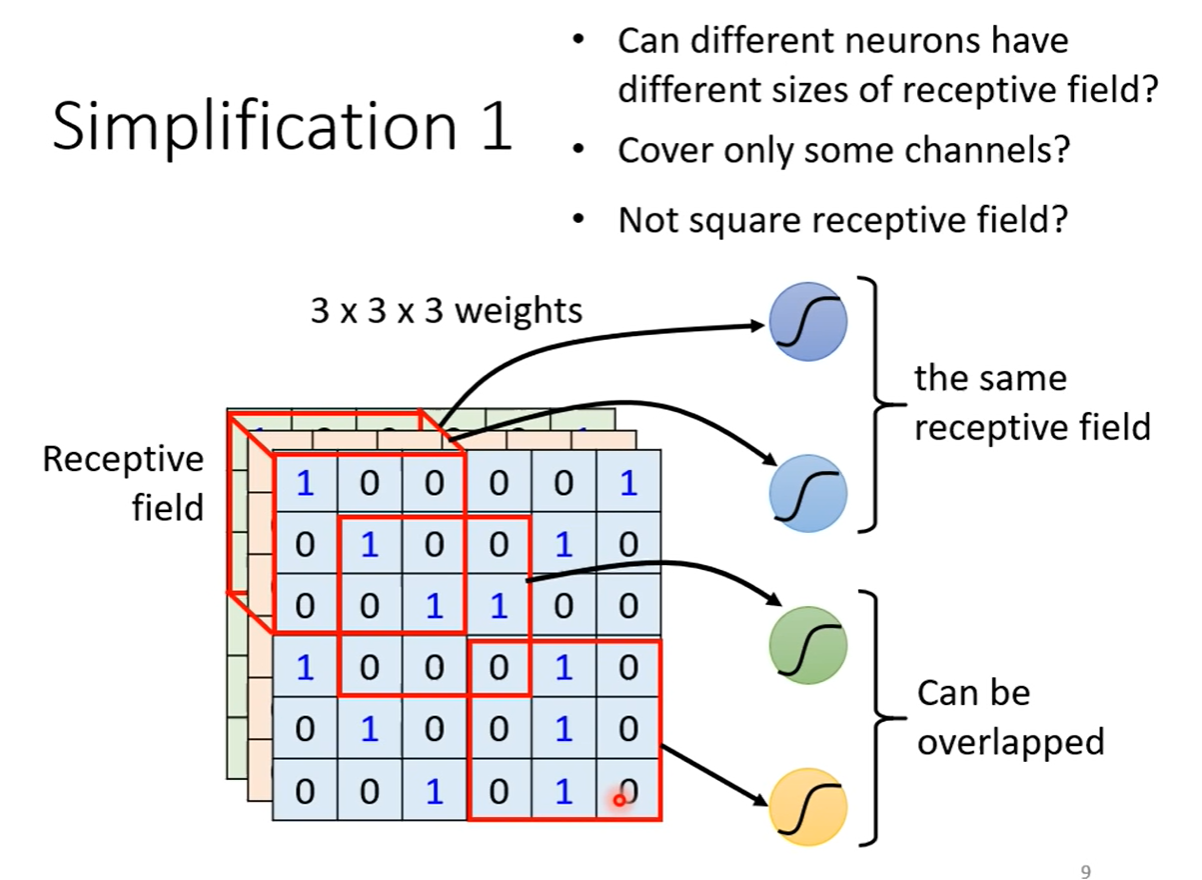 Simplification 1
• Can different neurons have
different sizes of receptive field?
• Cover only some channels?
• Not square receptive field?
3 x 3 x 3 weights
the same
receptive field
Receptive
field
1 0 0 0 0 1
0 1 0 0 1 0
0 0 1 1 0 0
1 0 0 0 1 0
0 1 0 0 1 0
0 0 1 0 1 0
Can be
overlapped
9